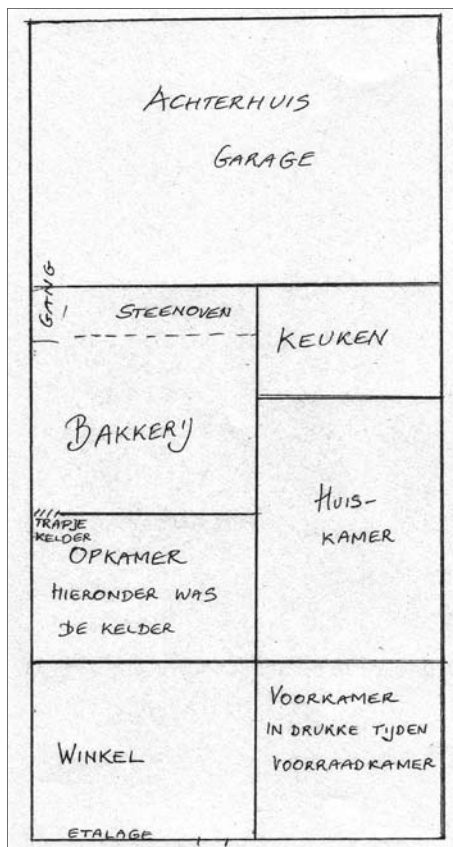 ACHTERHUIS
GARAGE
GANG
STEENOVEN
KEUKEN
BAKKERIJ
HUIS-
KAMER
TRAPJE
KELDER
OPKAMER
HIERONDER WAS
DE KELDER
VOORKAMER
IN DRUKKE TIJDEN
VOORRAADKAMER
WINKEL
ETALAGE